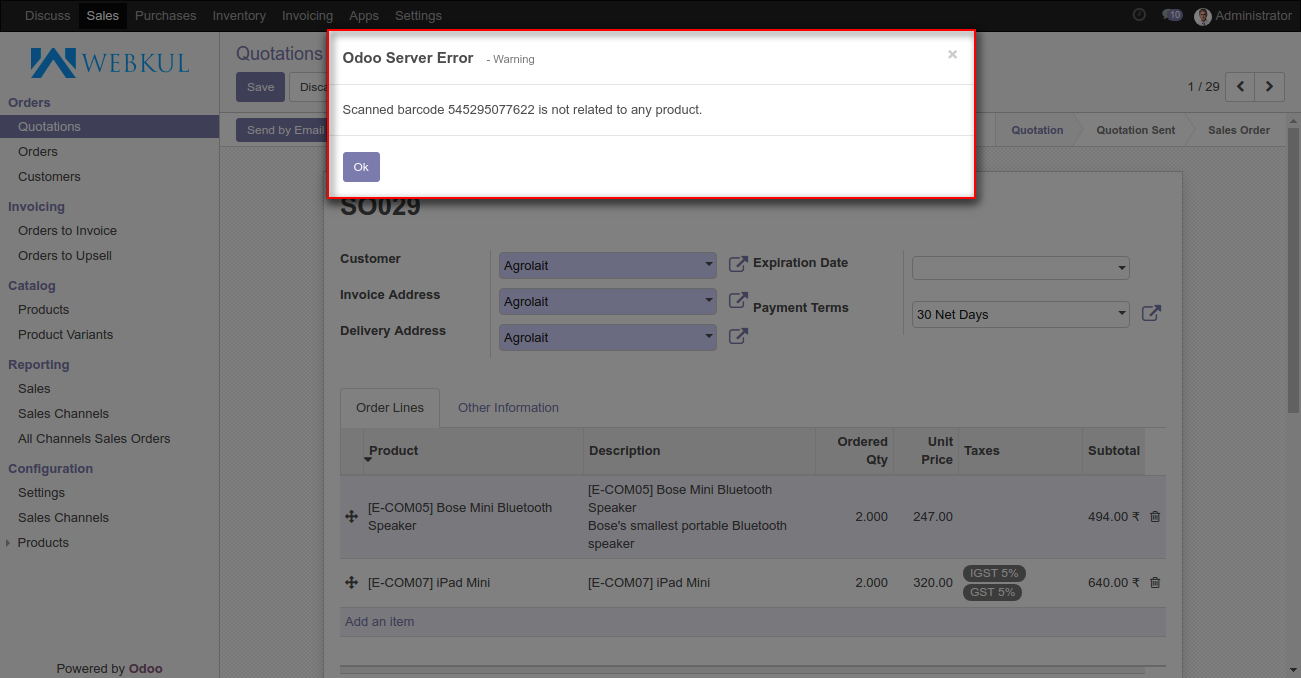 Discuss Sales Purchases Inventory Invoicing Apps Settings 10 Administrator
WEBKUL
Orders
Quotations
Orders
Customers
Invoicing
Orders to Invoice
Orders to Upsell
Catalog
Products
Product Variants
Reporting
Sales
Sales Channels
All Channels Sales Orders
Configuration
Settings
Sales Channels
Products
Powered by Odoo
Quotations
Save
1 / 29
Send by Email
Quotation Quotation Sent Sales Order
Odoo Server Error - Warning ×
Scanned barcode 545295077622 is not related to any product.
Ok
SO029
Customer Agrolait
Invoice Address Agrolait
Delivery Address Agrolait
Expiration Date
Payment Terms 30 Net Days
Order Lines Other Information
Product Description Ordered Qty Unit Price Taxes Subtotal
[E-COM05] Bose Mini Bluetooth
Speaker
[E-COM05] Bose Mini Bluetooth
Speaker
Bose's smallest portable Bluetooth
speaker
2.000 247.00 494.00 ₹
[E-COM07] iPad Mini [E-COM07] iPad Mini 2.000 320.00 IGST 5% 640.00 ₹
GST 5%
Add an item